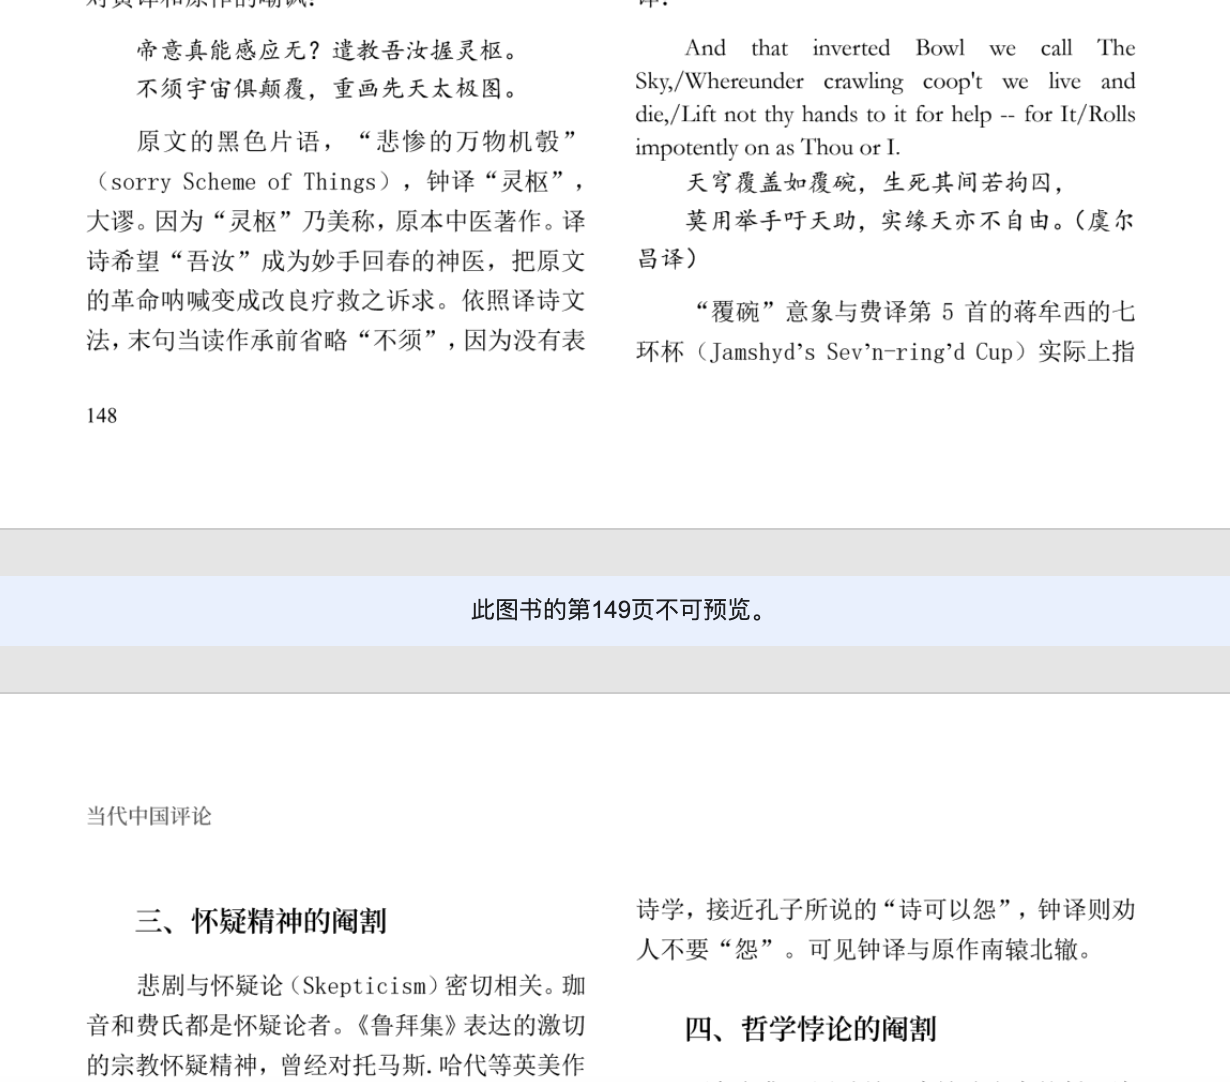 对黄译和原作的嘲讽：
帝意真能感应无？遣教吾汝握灵枢。
不须宇宙俱颠覆，重画先天太极图。
原文的黑色片语，“悲惨的万物机彀”
（sorry Scheme of Things），钟译“灵枢”，
大谬。因为“灵枢”乃美称，原本中医著作。译
诗希望“吾汝”成为妙手回春的神医，把原文
的革命呐喊变成改良疗救之诉求。依照译诗文
法，末句当读作承前省略“不须”，因为没有表
148
译：
And that inverted Bowl we call The
Sky,/Whereunder crawling coop't we live and
die,/Lift not thy hands to it for help -- for It/Rolls
impotently on as Thou or I.
天穹覆盖如覆碗，生死其间若拘囚，
莫用举手吁天助，实缘天亦不自由。（虞尔
昌译）
“覆碗”意象与费译第 5 首的蒋牟西的七
环杯（Jamshyd’s Sev’n-ring’d Cup）实际上指
此图书的第149页不可预览。
当代中国评论
三、怀疑精神的阉割
悲剧与怀疑论（Skepticism）密切相关。珈
音和费氏都是怀疑论者。《鲁拜集》表达的激切
的宗教怀疑精神，曾经对托马斯.哈代等英美作
诗学，接近孔子所说的“诗可以怨”，钟译则劝
人不要“怨”。可见钟译与原作南辕北辙。
四、哲学悖论的阉割